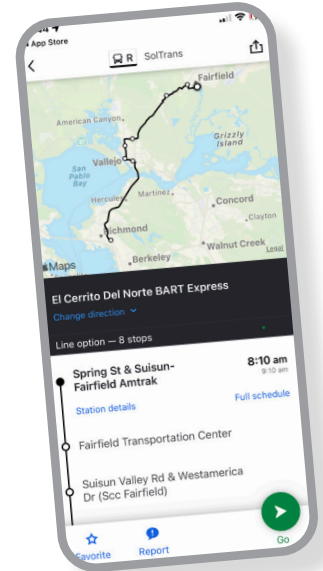 App Store
R SolTrans
Fairfield
American Canyon
Grizzly
Island
Vallejo
San
Pablo
Bay
Hercules
Martinez
Concord
Clayton
Richmond
Walnut Creek
Legal
Berkeley
Maps
El Cerrito Del Norte BART Express
Change direction
Line option — 8 stops
Spring St & Suisun-
Fairfield Amtrak
8:10 am
9:10 am
Station details
Full schedule
Fairfield Transportation Center
Suisun Valley Rd & Westamerica
Dr (Scc Fairfield)
Favorite
Report
Go